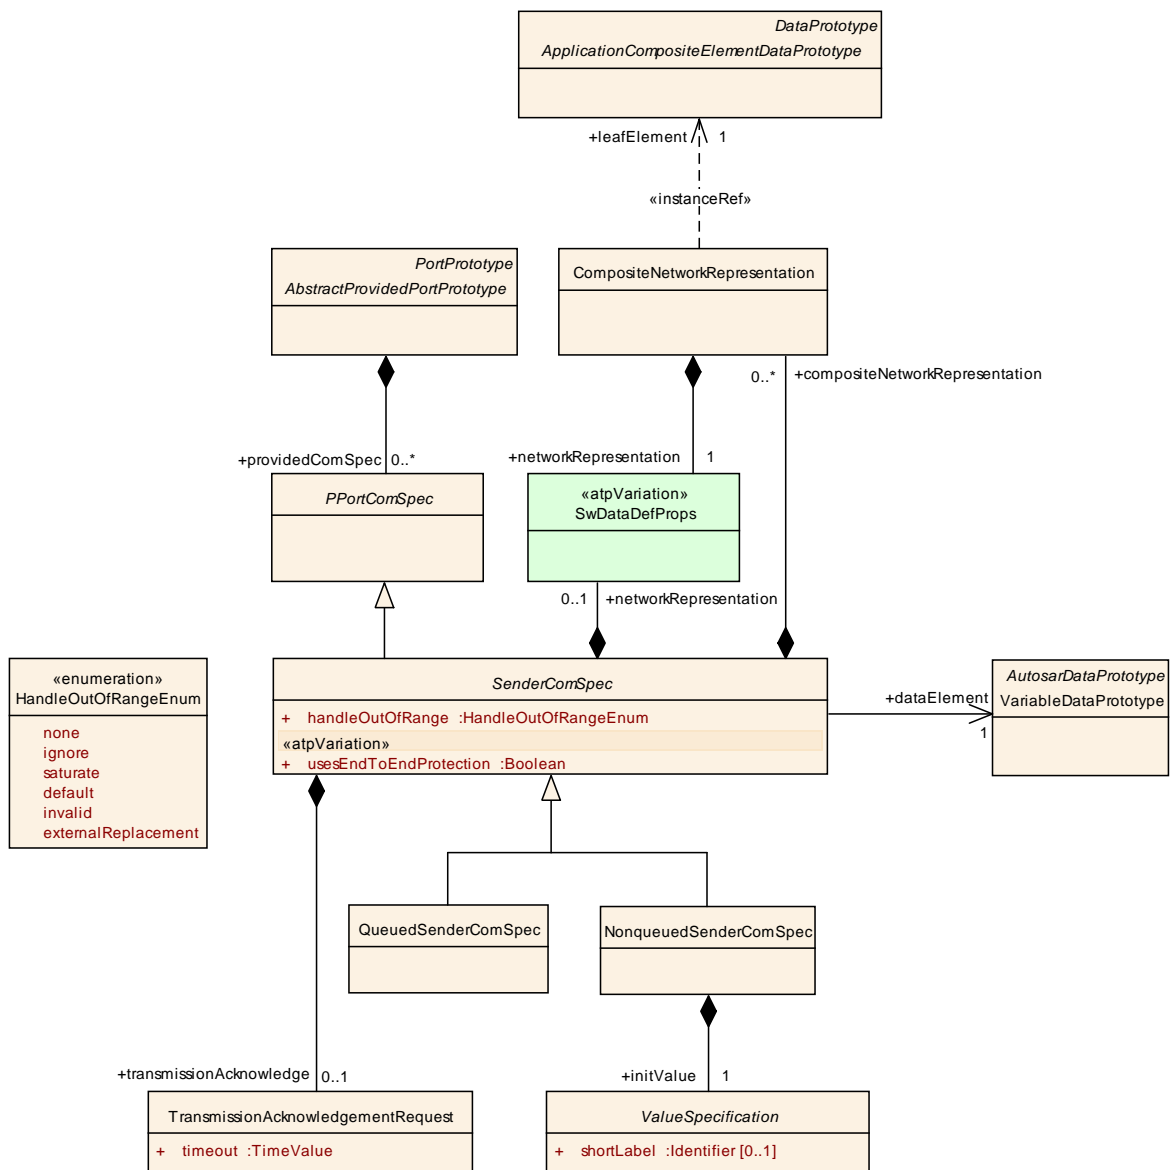 DataPrototype
ApplicationCompositeElementDataPrototype
+leafElement 1
«instanceRef»
PortPrototype
AbstractProvidedPortPrototype
CompositeNetworkRepresentation
0..* +compositeNetworkRepresentation
+providedComSpec 0..*
+networkRepresentation 1
PPortComSpec
«atpVariation»
SwDataDefProps
0..1 +networkRepresentation
«enumeration»
HandleOutOfRangeEnum
none
ignore
saturate
default
invalid
externalReplacement
SenderComSpec
+ handleOutOfRange :HandleOutOfRangeEnum
«atpVariation»
+ usesEndToEndProtection :Boolean
+dataElement
1
AutosarDataPrototype
VariableDataPrototype
QueuedSenderComSpec
NonqueuedSenderComSpec
+transmissionAcknowledge 0..1
+initValue 1
TransmissionAcknowledgementRequest
+ timeout :TimeValue
ValueSpecification
+ shortLabel :Identifier [0..1]